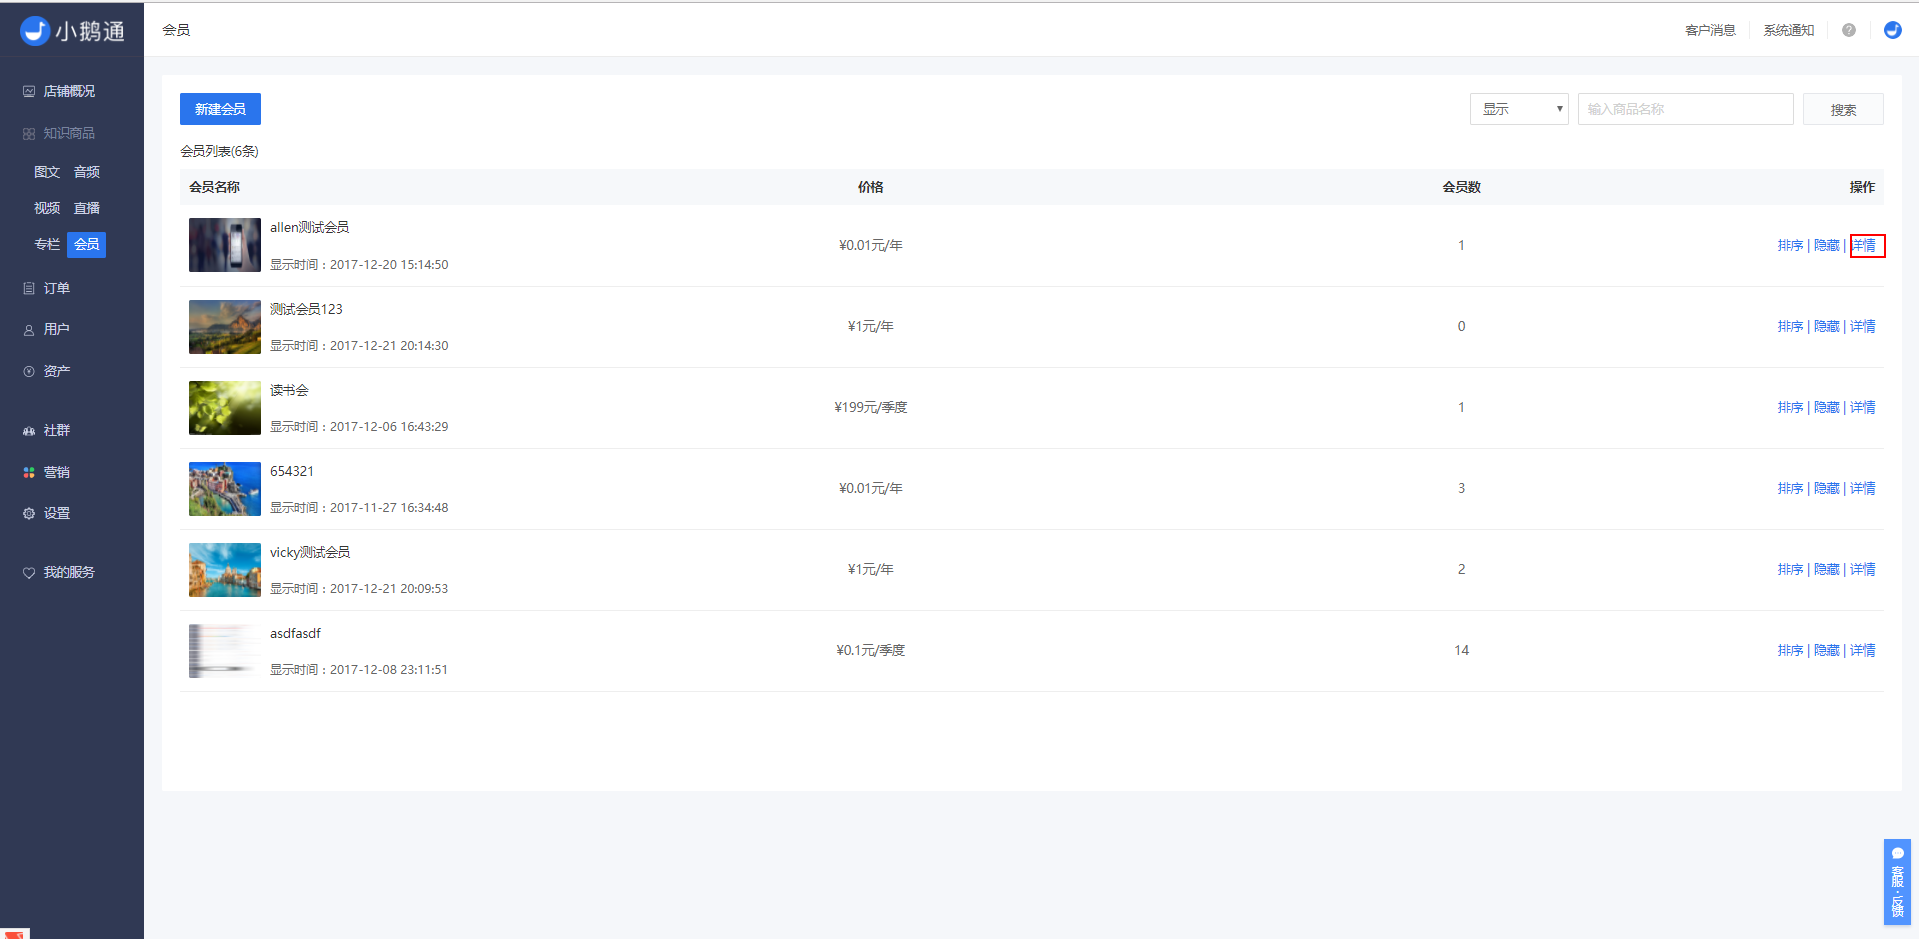 小鹅通
会员
客户消息
系统通知
?
店铺概况
知识商品
图文 音频
视频 直播
专栏 会员
订单
用户
资产
社群
营销
设置
我的服务
新建会员
显示
输入商品名称
搜索
会员列表(6条)
会员名称 价格 会员数 操作
allen测试会员
显示时间：2017-12-20 15:14:50
¥0.01元/年
1
排序 | 隐藏 | 详情
测试会员123
显示时间：2017-12-21 20:14:30
¥1元/年
0
排序 | 隐藏 | 详情
读书会
显示时间：2017-12-06 16:43:29
¥199元/季度
1
排序 | 隐藏 | 详情
654321
显示时间：2017-11-27 16:34:48
¥0.01元/年
3
排序 | 隐藏 | 详情
vicky测试会员
显示时间：2017-12-21 20:09:53
¥1元/年
2
排序 | 隐藏 | 详情
asdfasdf
显示时间：2017-12-08 23:11:51
¥0.1元/季度
14
排序 | 隐藏 | 详情
客服·反馈